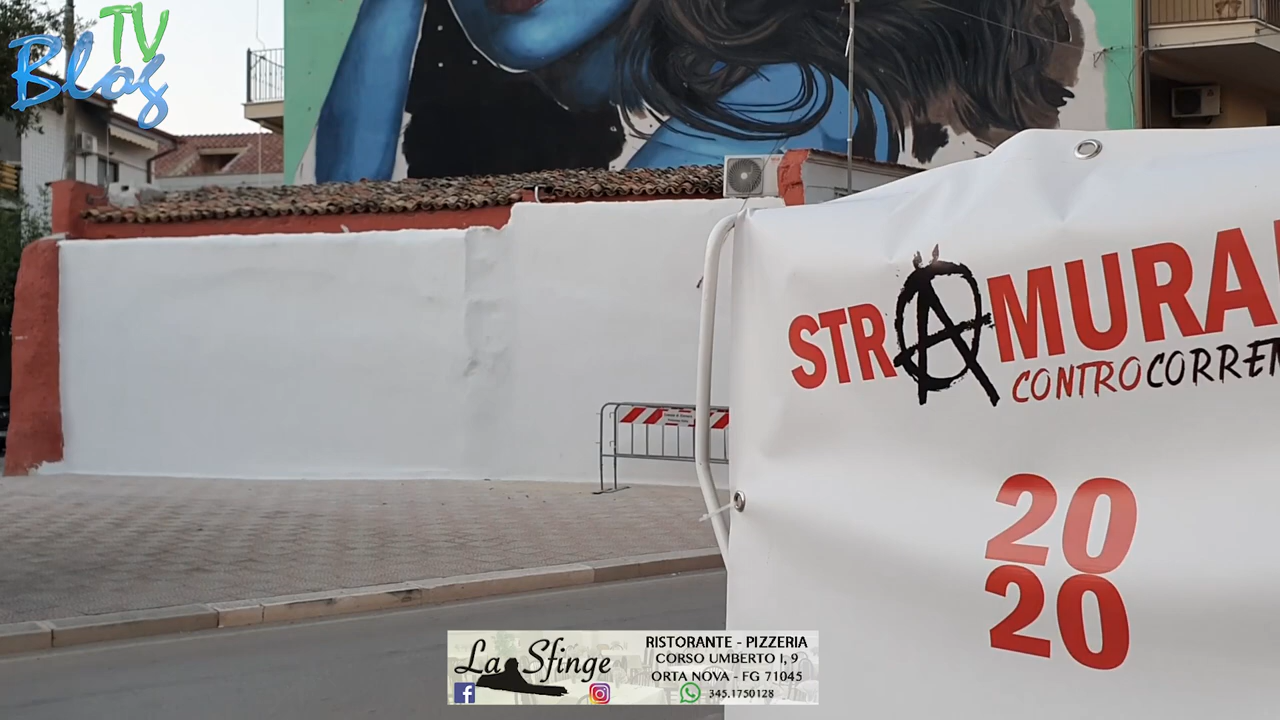 TV
Blog
STRAMURA
CONTROCORREN
20
20
La Sfinge
RISTORANTE - PIZZERIA
CORSO UMBERTO I, 9
ORTA NOVA - FG 71045
345.1750128